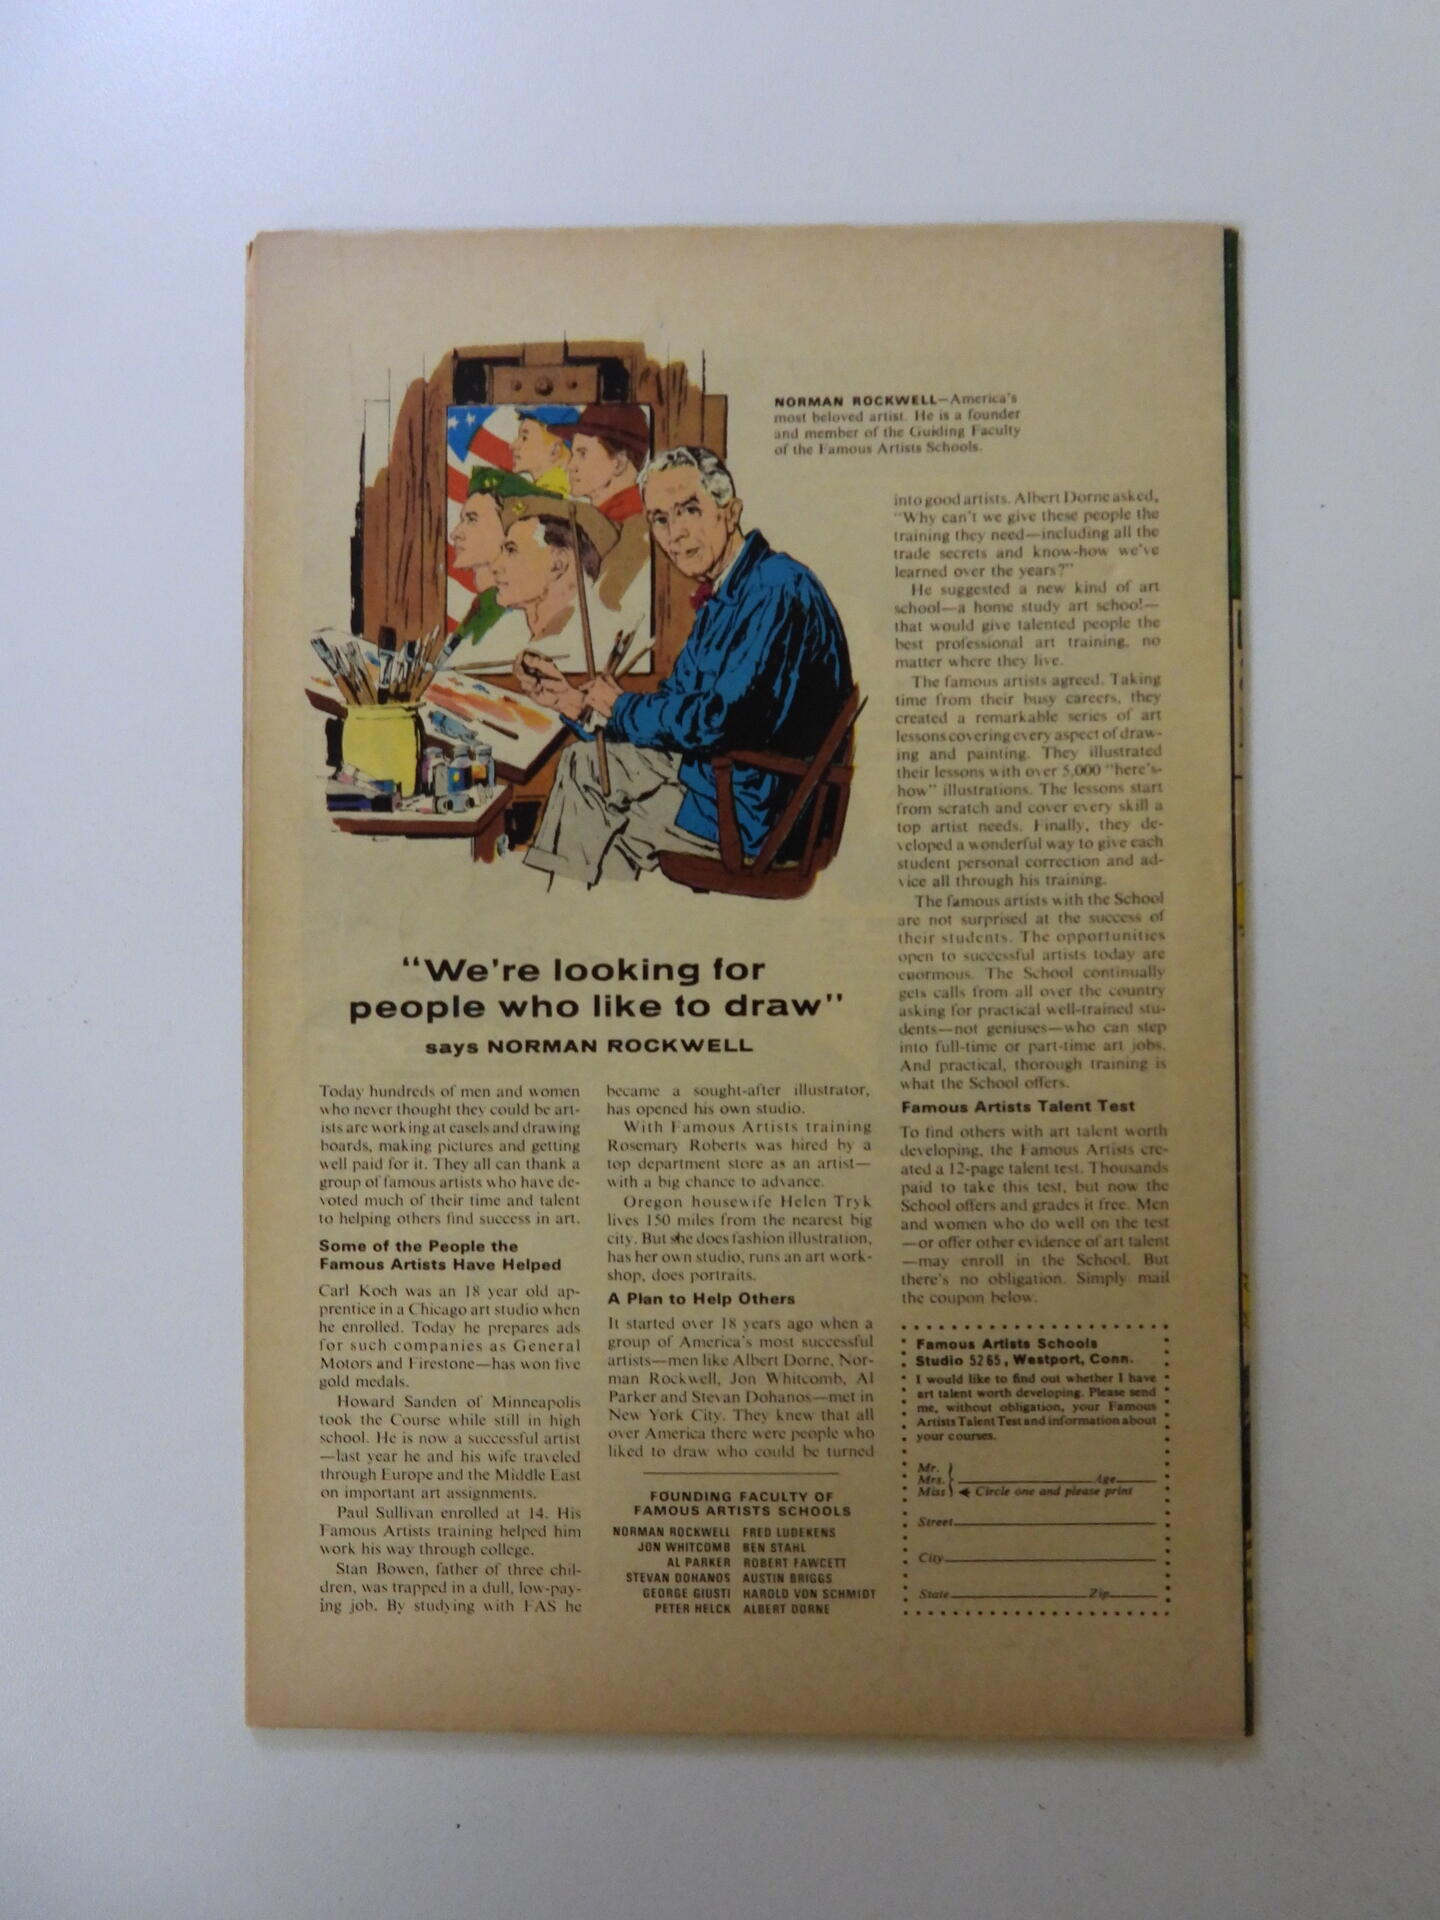 NORMAN ROCKWELL—America's
most beloved artist. He is a founder
and member of the Guiding Faculty
of the Famous Artists Schools.
"We're looking for
people who like to draw"
says NORMAN ROCKWELL
Today hundreds of men and women
who never thought they could be art-
ists are working at easels and drawing
boards, making pictures and getting
well paid for it. They all can thank a
group of famous artists who have de-
voted much of their time and talent
to helping others find success in art.
Some of the People the
Famous Artists Have Helped
Carl Koch was an 18 year old ap-
prentice in a Chicago art studio when
he enrolled. Today he prepares ads
for such companies as General
Motors and Firestone—has won five
gold medals.
Howard Sanden of Minneapolis
took the Course while still in high
school. He is now a successful artist
—last year he and his wife traveled
through Europe and the Middle East
on important art assignments.
Paul Sullivan enrolled at 14. His
Famous Artists training helped him
work his way through college.
Stan Bowen, father of three chil-
dren, was trapped in a dull, low-pay-
ing job. By studying with FAS he
became a sought-after illustrator,
has opened his own studio.
With Famous Artists training
Rosemary Roberts was hired by a
top department store as an artist—
with a big chance to advance.
Oregon housewife Helen Tryk
lives 150 miles from the nearest big
city. But she does fashion illustration,
has her own studio, runs an art work-
shop, does portraits.
A Plan to Help Others
It started over 18 years ago when a
group of America's most successful
artists—men like Albert Dorne, Nor-
man Rockwell, Jon Whitcomb, Al
Parker and Stevan Dohanos—met in
New York City. They knew that all
over America there were people who
liked to draw who could be turned
FOUNDING FACULTY OF
FAMOUS ARTISTS SCHOOLS
NORMAN ROCKWELL FRED LUDEKENS
JON WHITCOMB BEN STAHL
AL PARKER ROBERT FAWCETT
STEVAN DOHANOS AUSTIN BRIGGS
GEORGE GIUSTI HAROLD VON SCHMIDT
PETER HELCK ALBERT DORNE
into good artists. Albert Dorne asked,
"Why can't we give these people the
training they need—including all the
trade secrets and know-how we've
learned over the years?"
He suggested a new kind of art
school—a home study art school—
that would give talented people the
best professional art training, no
matter where they live.
The famous artists agreed. Taking
time from their busy careers, they
created a remarkable series of art
lessons covering every aspect of draw-
ing and painting. They illustrated
their lessons with over 5,000 "here's-
how" illustrations. The lessons start
from scratch and cover every skill a
top artist needs. Finally, they de-
veloped a wonderful way to give each
student personal correction and ad-
vice all through his training.
The famous artists with the School
are not surprised at the success of
their students. The opportunities
open to successful artists today are
enormous. The School continually
gets calls from all over the country
asking for practical well-trained stu-
dents—not geniuses—who can step
into full-time or part-time art jobs.
And practical, thorough training is
what the School offers.
Famous Artists Talent Test
To find others with art talent worth
developing, the Famous Artists cre-
ated a 12-page talent test. Thousands
paid to take this test, but now the
School offers and grades it free. Men
and women who do well on the test
—or offer other evidence of art talent
—may enroll in the School. But
there's no obligation. Simply mail
the coupon below.
Famous Artists Schools
Studio 5265, Westport, Conn.
I would like to find out whether I have
art talent worth developing. Please send
me, without obligation, your Famous
Artists Talent Test and information about
your courses.
Mr.
Mrs. Age
Miss Circle one and please print
Street
City
State Zip